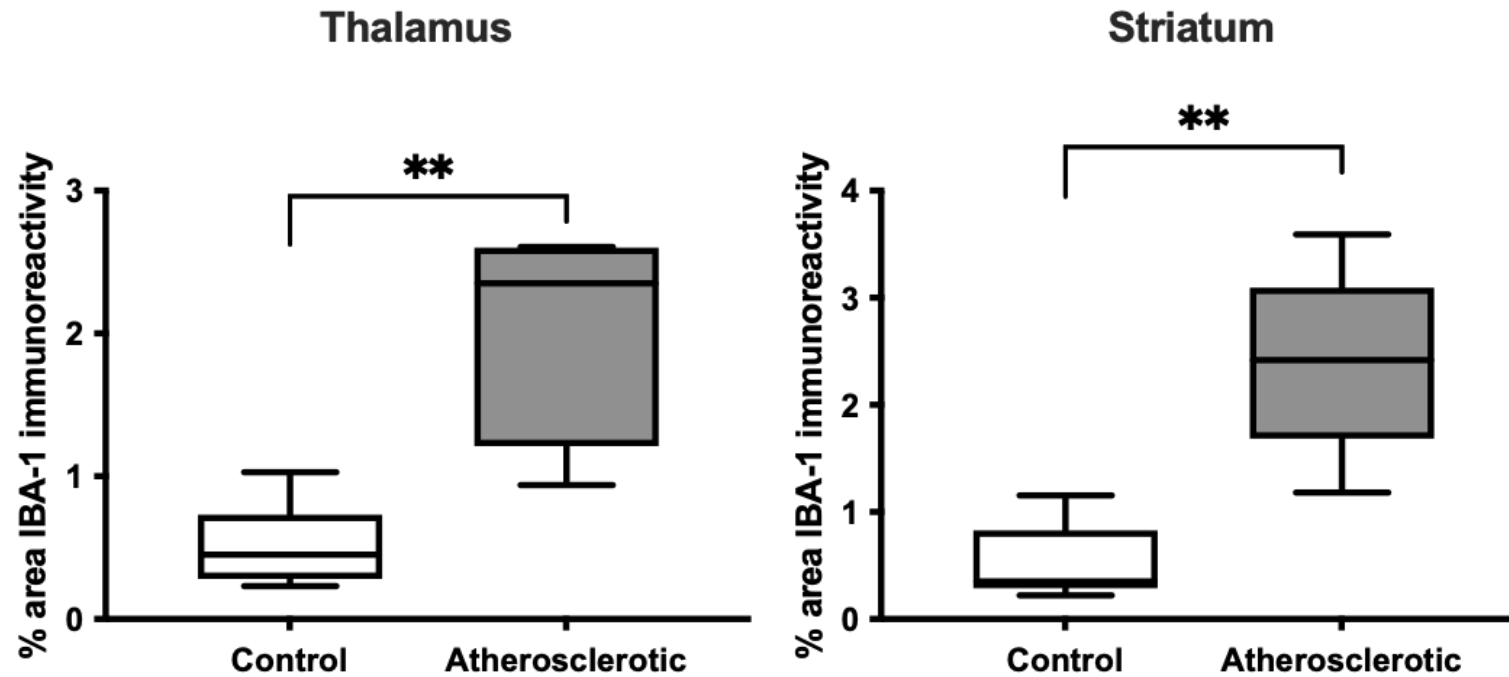 Thalamus
% area IBA-1 immunoreactivity
3
2
1
0
**
Control
Atherosclerotic
Striatum
% area IBA-1 immunoreactivity
4
3
2
1
0
**
Control
Atherosclerotic